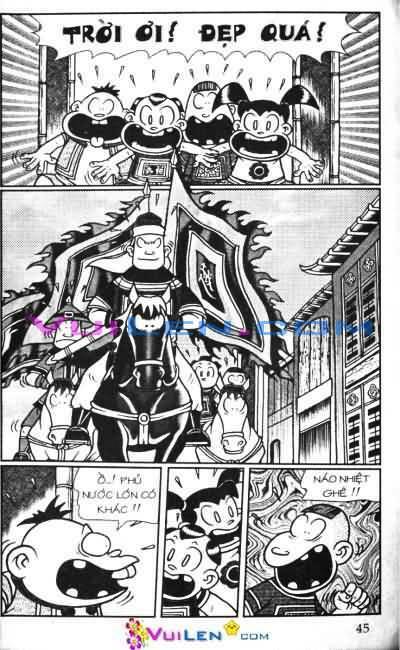 TRỜI ƠI! ĐẸP QUÁ!
VUILEN.COM
Ồ..! PHỦ
NƯỚC LỚN CÓ
KHÁC !!
NÁO NHIỆT
GHÊ !!
45
VUILEN.COM